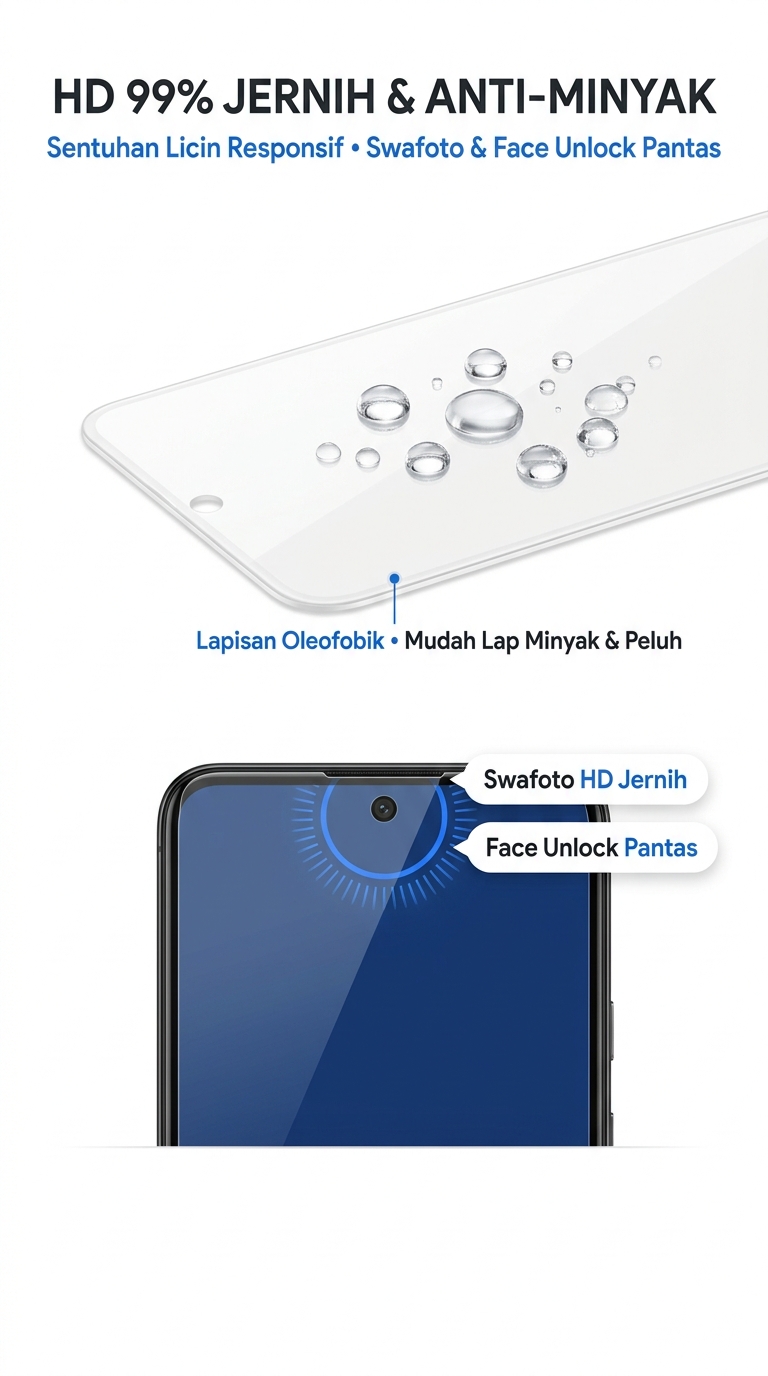 HD 99% JERNIH & ANTI-MINYAK
Sentuhan Licin Responsif • Swafoto & Face Unlock Pantas
Lapisan Oleofobik • Mudah Lap Minyak & Peluh
Swafoto HD Jernih
Face Unlock Pantas